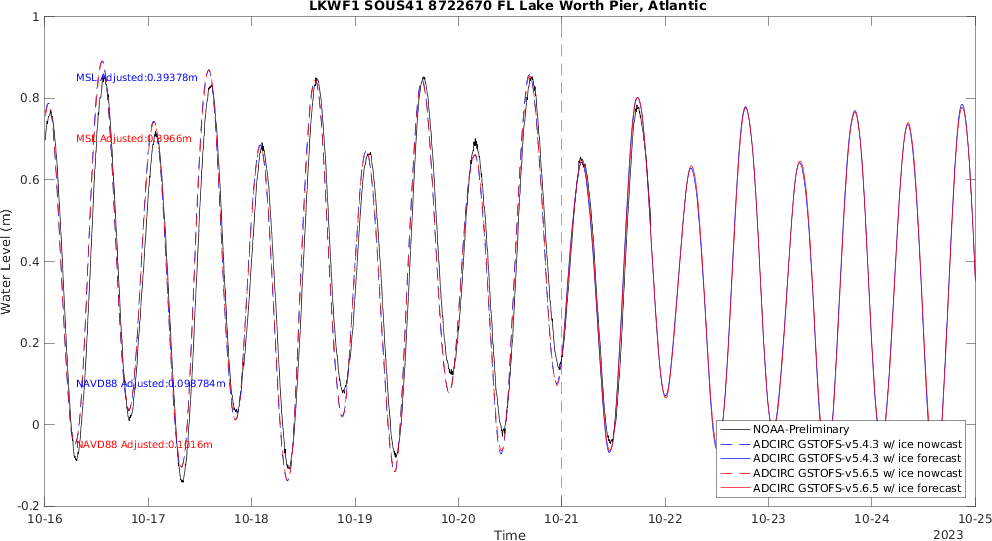 LKWF1 SOUS41 8722670 FL Lake Worth Pier, Atlantic
1
0.8
0.6
0.4
0.2
0
-0.2
Water Level (m)
MSL Adjusted:0.39378m
MSL Adjusted:0.3966m
NAVD88 Adjusted:0.098784m
NAVD88 Adjusted:0.1016m
NOAA-Preliminary
ADCIRC GSTOFS-v5.4.3 w/ ice nowcast
ADCIRC GSTOFS-v5.4.3 w/ ice forecast
ADCIRC GSTOFS-v5.6.5 w/ ice nowcast
ADCIRC GSTOFS-v5.6.5 w/ ice forecast
10-16 10-17 10-18 10-19 10-20 10-21 10-22 10-23 10-24 10-25
Time
2023